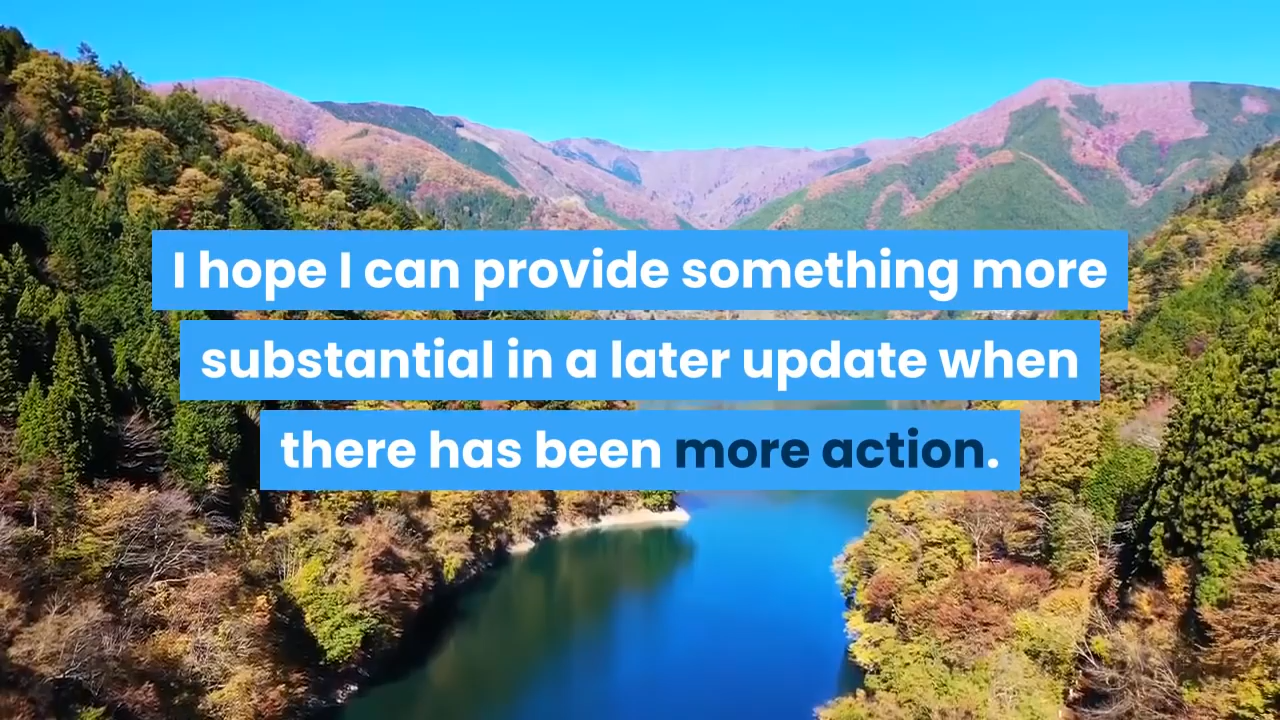 I hope I can provide something more
substantial in a later update when
there has been more action.